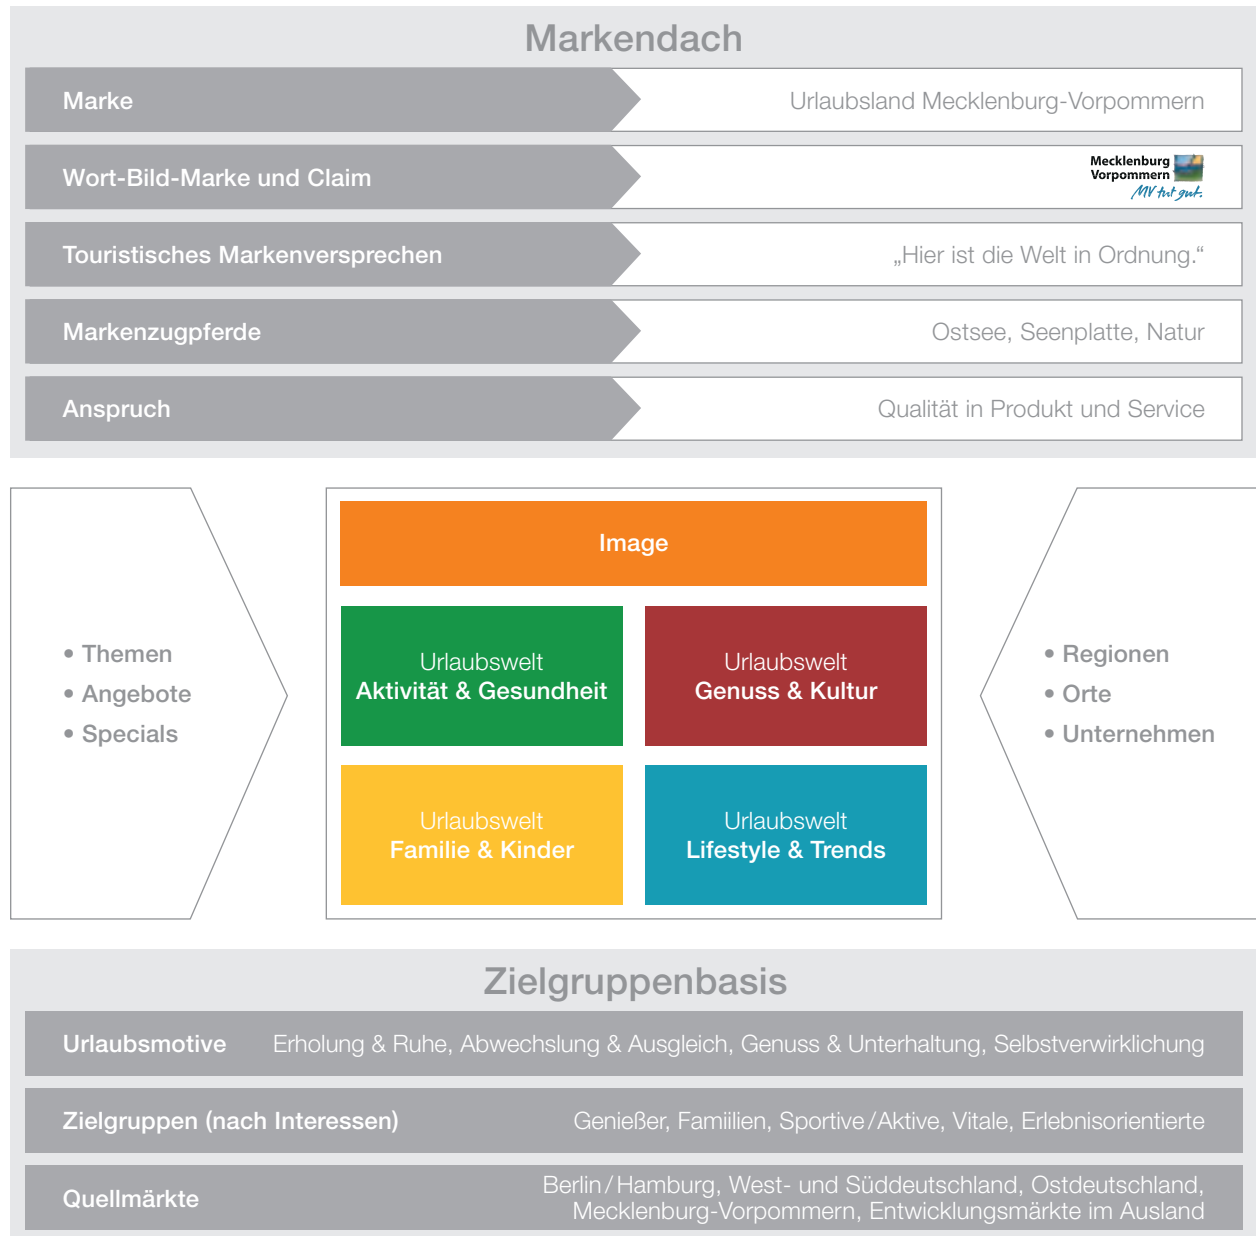 Markendach
Marke
Urlaubsland Mecklenburg-Vorpommern
Wort-Bild-Marke und Claim
Mecklenburg
Vorpommern
MV tut gut.
Touristisches Markenversprechen
„Hier ist die Welt in Ordnung.“
Markenzugpferde
Ostsee, Seenplatte, Natur
Anspruch
Qualität in Produkt und Service
• Themen
• Angebote
• Specials
Image
Urlaubswelt
Aktivität & Gesundheit
Urlaubswelt
Genuss & Kultur
Urlaubswelt
Familie & Kinder
Urlaubswelt
Lifestyle & Trends
• Regionen
• Orte
• Unternehmen
Zielgruppenbasis
Urlaubsmotive
Erholung & Ruhe, Abwechslung & Ausgleich, Genuss & Unterhaltung, Selbstverwirklichung
Zielgruppen (nach Interessen)
Genießer, Famiilien, Sportive/Aktive, Vitale, Erlebnisorientierte
Quellmärkte
Berlin/Hamburg, West- und Süddeutschland, Ostdeutschland,
Mecklenburg-Vorpommern, Entwicklungsmärkte im Ausland